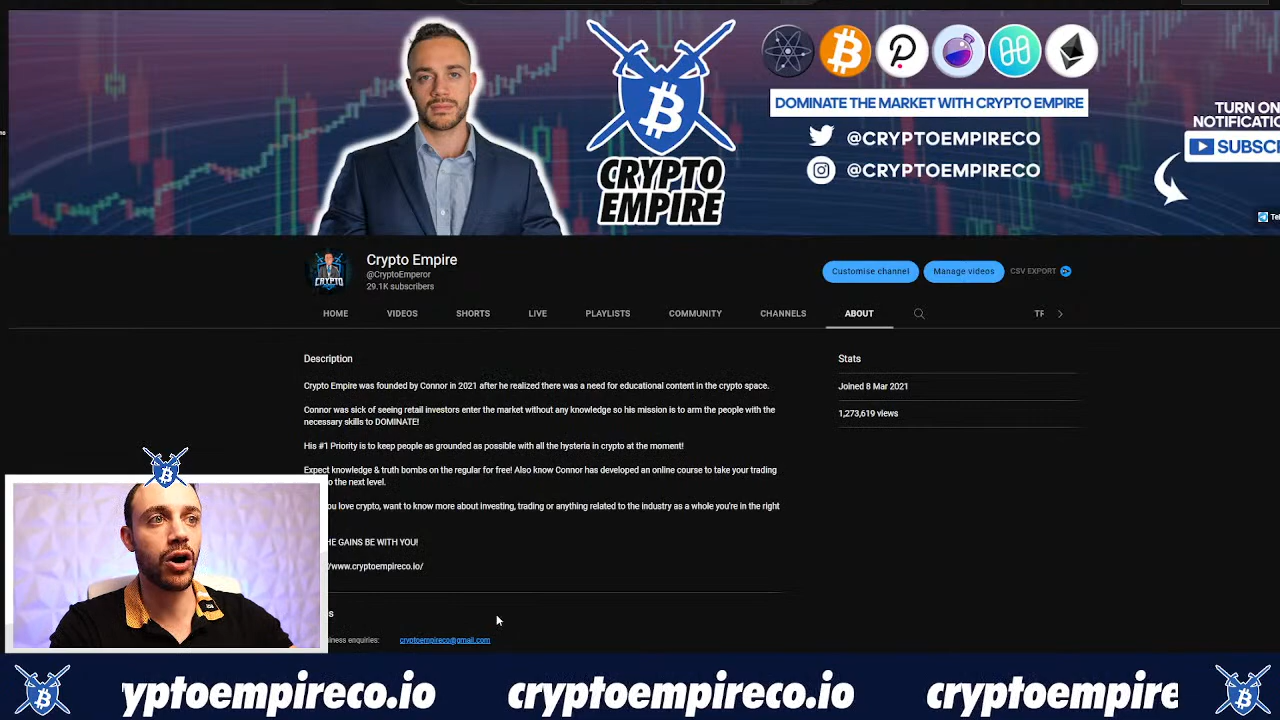 DOMINATE THE MARKET WITH CRYPTO EMPIRE
@CRYPTOEMPIRECO
@CRYPTOEMPIRECO
CRYPTO
EMPIRE
TURN ON
NOTIFICATIO
SUBSC
Tel
Crypto Empire
@CryptoEmperor
29.1K subscribers
CRYPTO
Customise channel
Manage videos
CSV EXPORT
HOME
VIDEOS
SHORTS
LIVE
PLAYLISTS
COMMUNITY
CHANNELS
ABOUT
Description
Crypto Empire was founded by Connor in 2021 after he realized there was a need for educational content in the crypto space.
Connor was sick of seeing retail investors enter the market without any knowledge so his mission is to arm the people with the
necessary skills to DOMINATE!
His #1 Priority is to keep people as grounded as possible with all the hysteria in crypto at the moment!
Expect knowledge & truth bombs on the regular for free! Also know Connor has developed an online course to take your trading
o the next level.
ou love crypto, want to know more about investing, trading or anything related to the industry as a whole you're in the right
HE GAINS BE WITH YOU!
/www.cryptoempireco.io/
s
iness enquiries:
cryptoempireco@gmail.com
Stats
Joined 8 Mar 2021
1,273,619 views
yptoempireco.io
cryptoempireco.io
cryptoempire